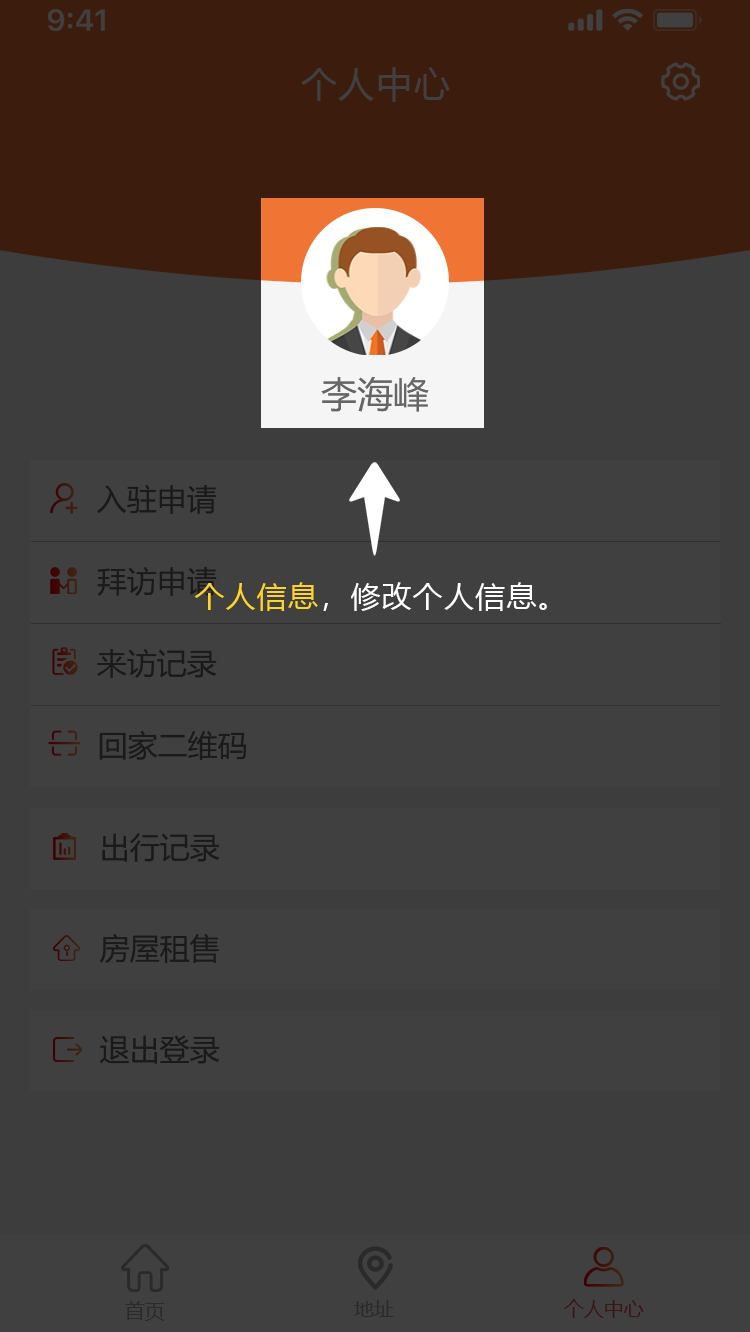 9:41
个人中心
李海峰
入驻申请
拜访申请
个人信息，修改个人信息。
来访记录
回家二维码
出行记录
房屋租售
退出登录
首页
地址
个人中心